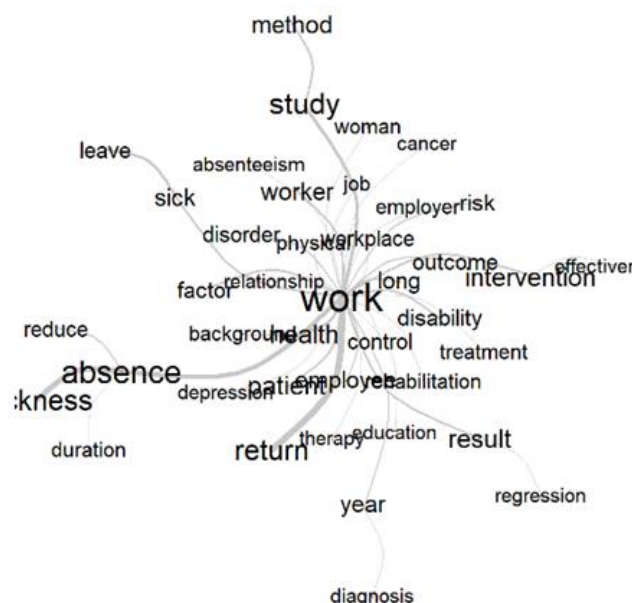 method
study
woman
cancer
leave
absenteeism
job
sick
worker
employer
risk
disorder
physical
workplace
outcome
effectiver
relationship
long
intervention
factor
work
disability
reduce
background
health
control
treatment
absence
depression
patient
employee
rehabilitation
ckness
duration
return
therapy
education
result
regression
year
diagnosis